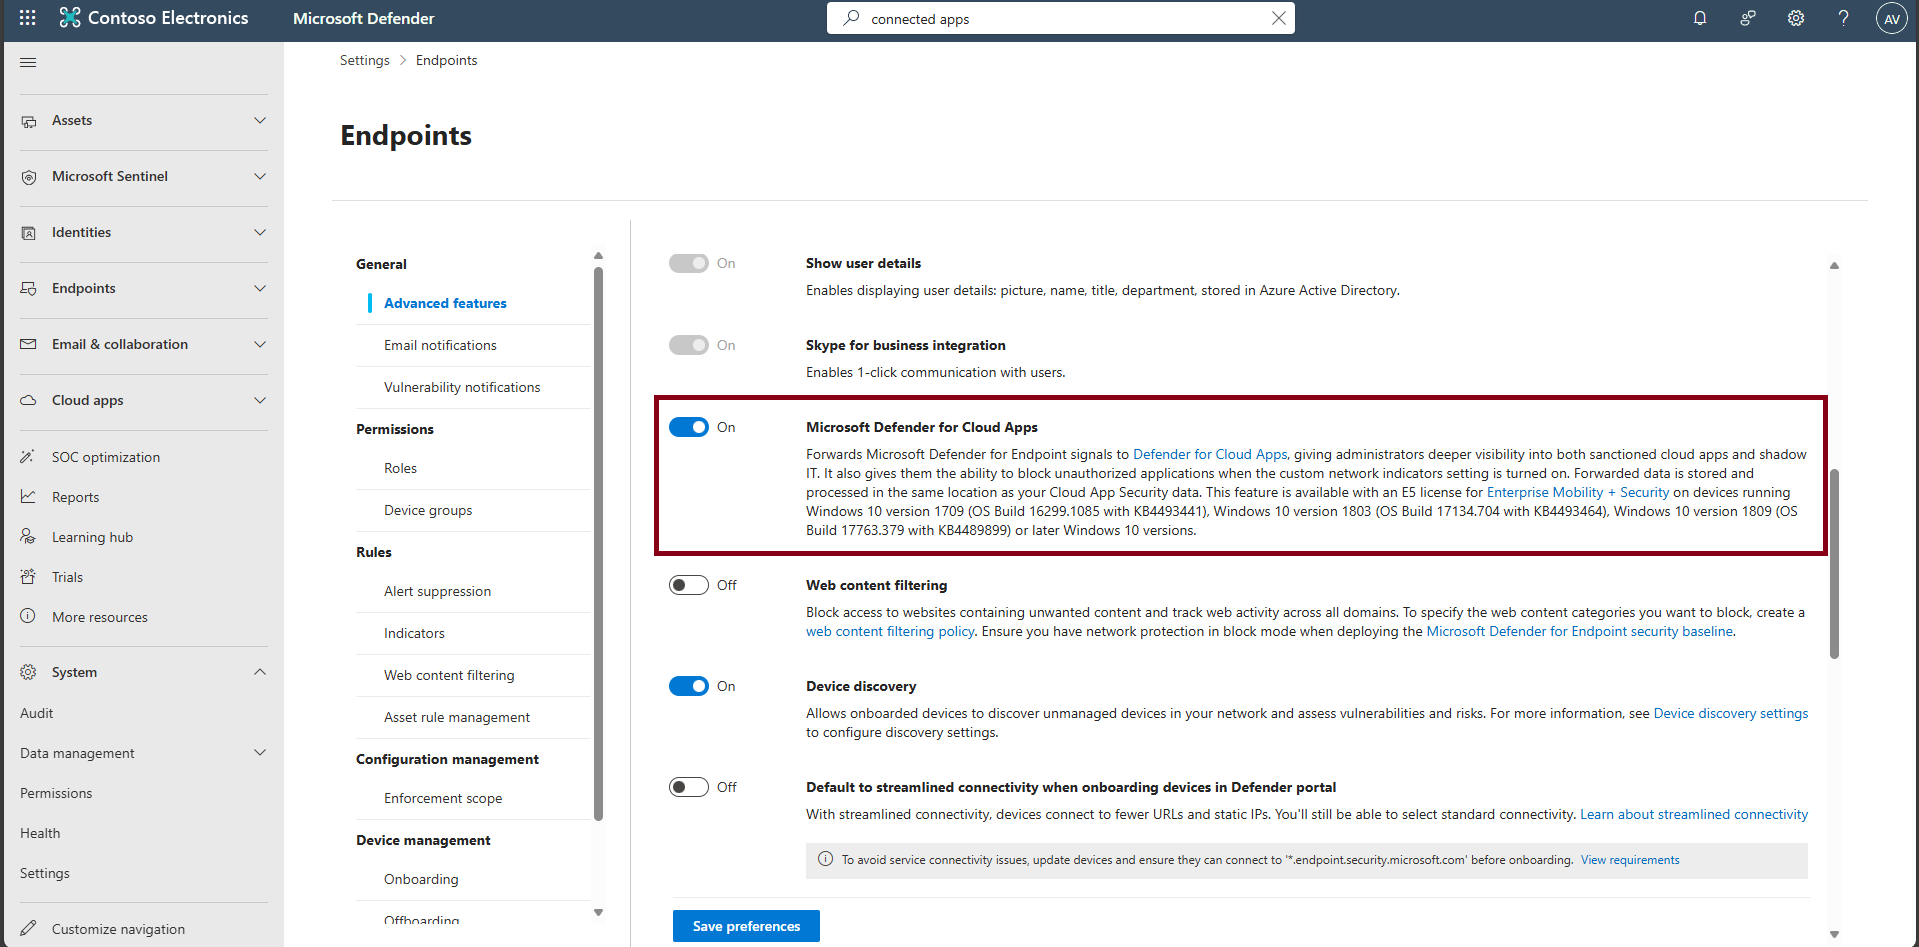 Contoso Electronics
Microsoft Defender
connected apps
AV
Settings > Endpoints
Endpoints
Assets
Microsoft Sentinel
Identities
Endpoints
Email & collaboration
Cloud apps
SOC optimization
Reports
Learning hub
Trials
More resources
System
Audit
Data management
Permissions
Health
Settings
Customize navigation
General
Advanced features
Email notifications
Vulnerability notifications
Permissions
Roles
Device groups
Rules
Alert suppression
Indicators
Web content filtering
Asset rule management
Configuration management
Enforcement scope
Device management
Onboarding
Offboarding
On
Show user details
Enables displaying user details: picture, name, title, department, stored in Azure Active Directory.
On
Skype for business integration
Enables 1-click communication with users.
On
Microsoft Defender for Cloud Apps
Forwards Microsoft Defender for Endpoint signals to Defender for Cloud Apps, giving administrators deeper visibility into both sanctioned cloud apps and shadow
IT. It also gives them the ability to block unauthorized applications when the custom network indicators setting is turned on. Forwarded data is stored and
processed in the same location as your Cloud App Security data. This feature is available with an E5 license for Enterprise Mobility + Security on devices running
Windows 10 version 1709 (OS Build 16299.1085 with KB4493441), Windows 10 version 1803 (OS Build 17134.704 with KB4493464), Windows 10 version 1809 (OS
Build 17763.379 with KB4489899) or later Windows 10 versions.
Off
Web content filtering
Block access to websites containing unwanted content and track web activity across all domains. To specify the web content categories you want to block, create a
web content filtering policy. Ensure you have network protection in block mode when deploying the Microsoft Defender for Endpoint security baseline.
On
Device discovery
Allows onboarded devices to discover unmanaged devices in your network and assess vulnerabilities and risks. For more information, see Device discovery settings
to configure discovery settings.
Off
Default to streamlined connectivity when onboarding devices in Defender portal
With streamlined connectivity, devices connect to fewer URLs and static IPs. You'll still be able to select standard connectivity. Learn about streamlined connectivity
To avoid service connectivity issues, update devices and ensure they can connect to '*.endpoint.security.microsoft.com' before onboarding. View requirements
Save preferences